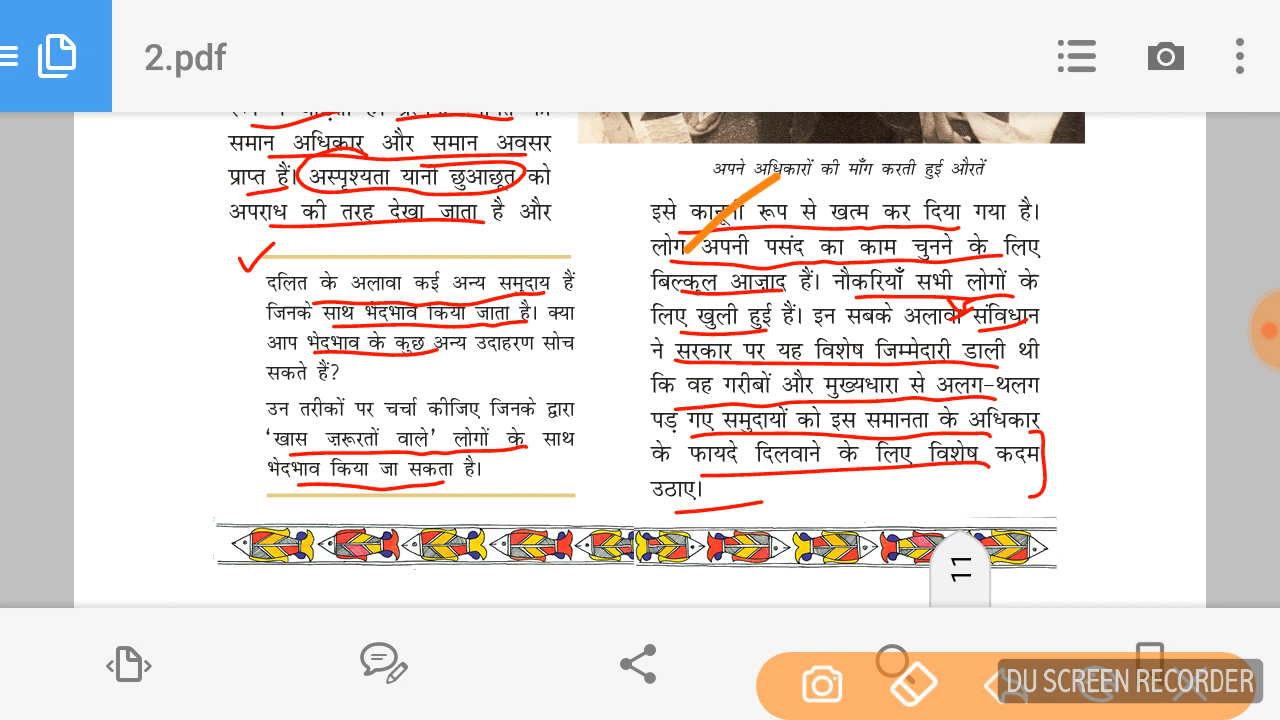 2.pdf
समान अधिकार और समान अवसर
प्राप्त हैं। अस्पृश्यता यानी छुआछूत को
अपराध की तरह देखा जाता है और
दलित के अलावा कई अन्य समुदाय हैं
जिनके साथ भेदभाव किया जाता है। क्या
आप भेदभाव के कुछ अन्य उदाहरण सोच
सकते हैं?
उन तरीकों पर चर्चा कीजिए जिनके द्वारा
‘खास ज़रूरतों वाले’ लोगों के साथ
भेदभाव किया जा सकता है।
अपने अधिकारों की माँग करती हुई औरतें
इसे कानूनी रूप से खत्म कर दिया गया है।
लोग अपनी पसंद का काम चुनने के लिए
बिल्कुल आज़ाद हैं। नौकरियाँ सभी लोगों के
लिए खुली हुई हैं। इन सबके अलावा संविधान
ने सरकार पर यह विशेष जिम्मेदारी डाली थी
कि वह गरीबों और मुख्यधारा से अलग-थलग
पड़ गए समुदायों को इस समानता के अधिकार
के फायदे दिलवाने के लिए विशेष कदम
उठाए।
11
DU SCREEN RECORDER